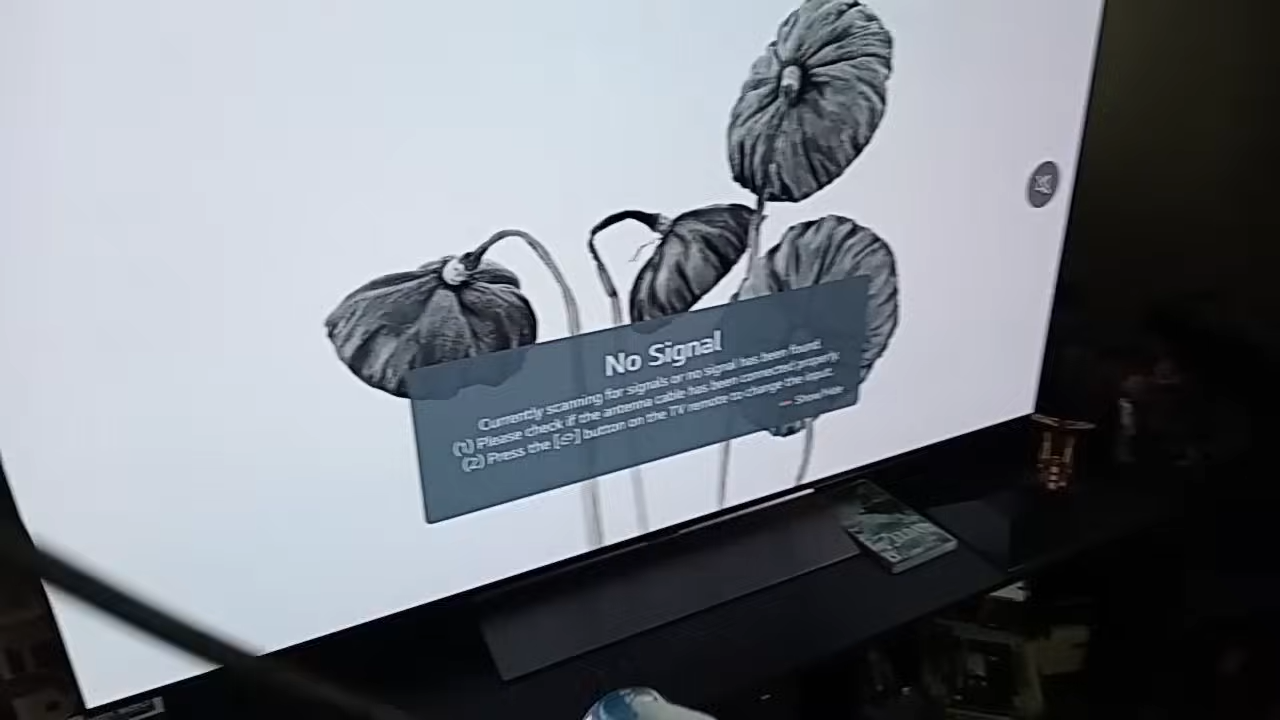 No Signal
Currently scanning for signals or no signal has been found.
(1) Please check if the antenna cable has been connected properly.
(2) Press the [⮂] button on the TV remote to change the input.
Show/Hide